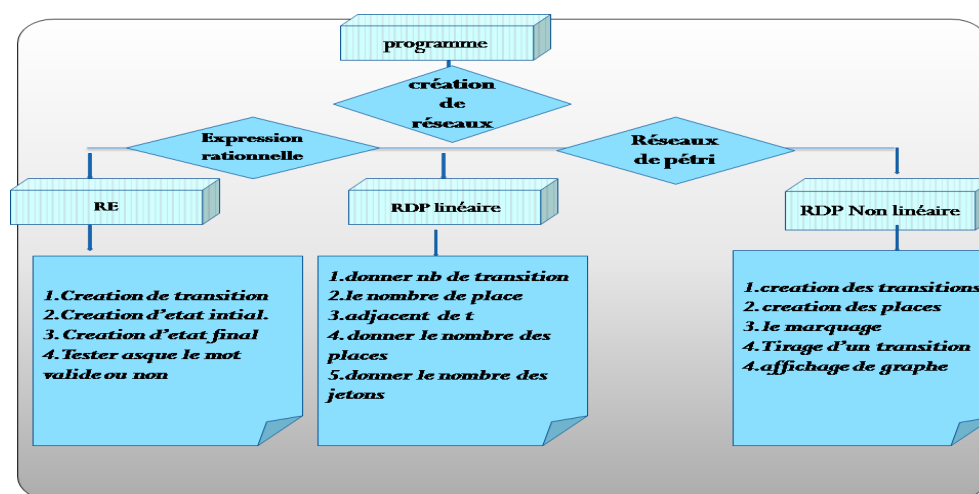 programme
création
de
réseaux
Expression
rationnelle
Réseaux
de pétri
RE
RDP linéaire
RDP Non linéaire
1.Creation de transition
2.Creation d'etat intial.
3. Creation d'etat final
4. Tester asque le mot
valide ou non
1.donner nb de transition
2.le nombre de place
3.adjacent de t
4. donner le nombre des
places
5.donner le nombre des
jetons
1.creation des transitions
2. creation des places
3. le marquage
4. Tirage d'un transition
4.affichage de graphe